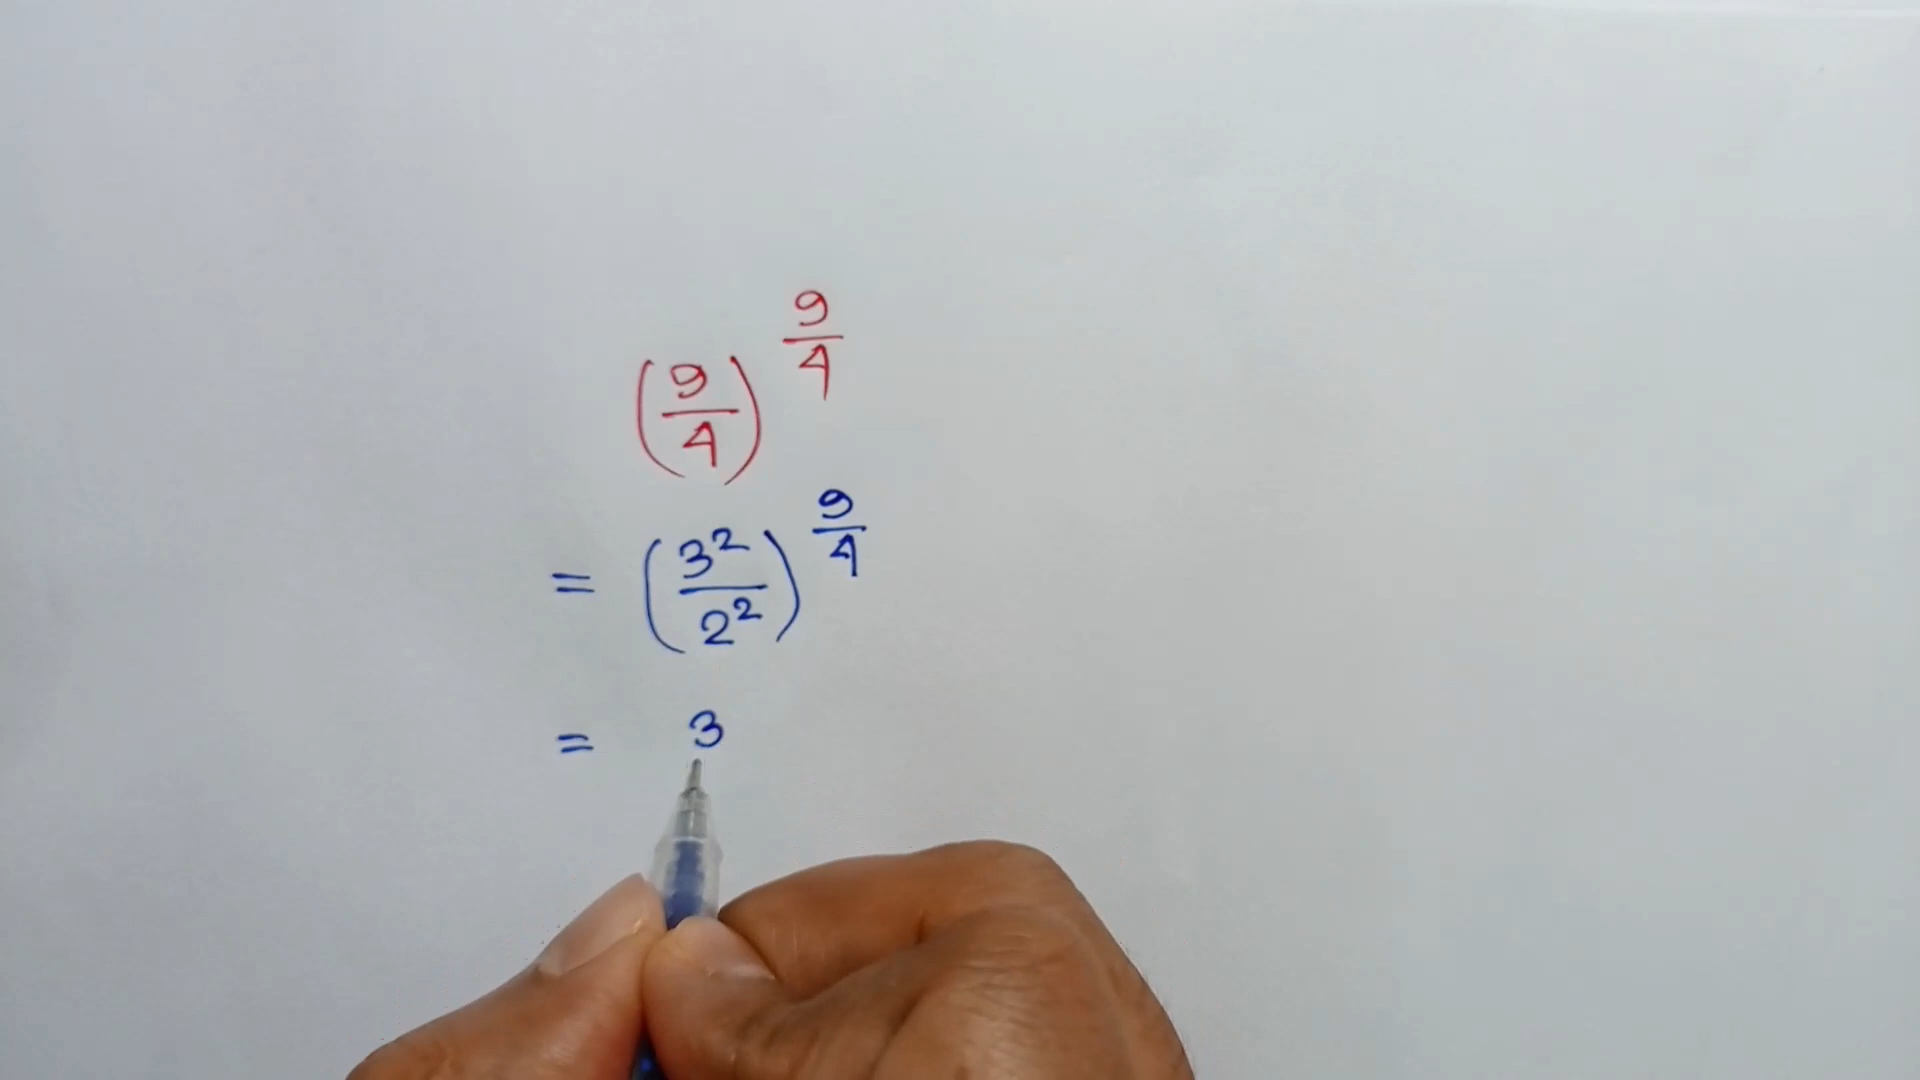 (9/4)^(9/4)
= (3²/2²)^(9/4)
= 3